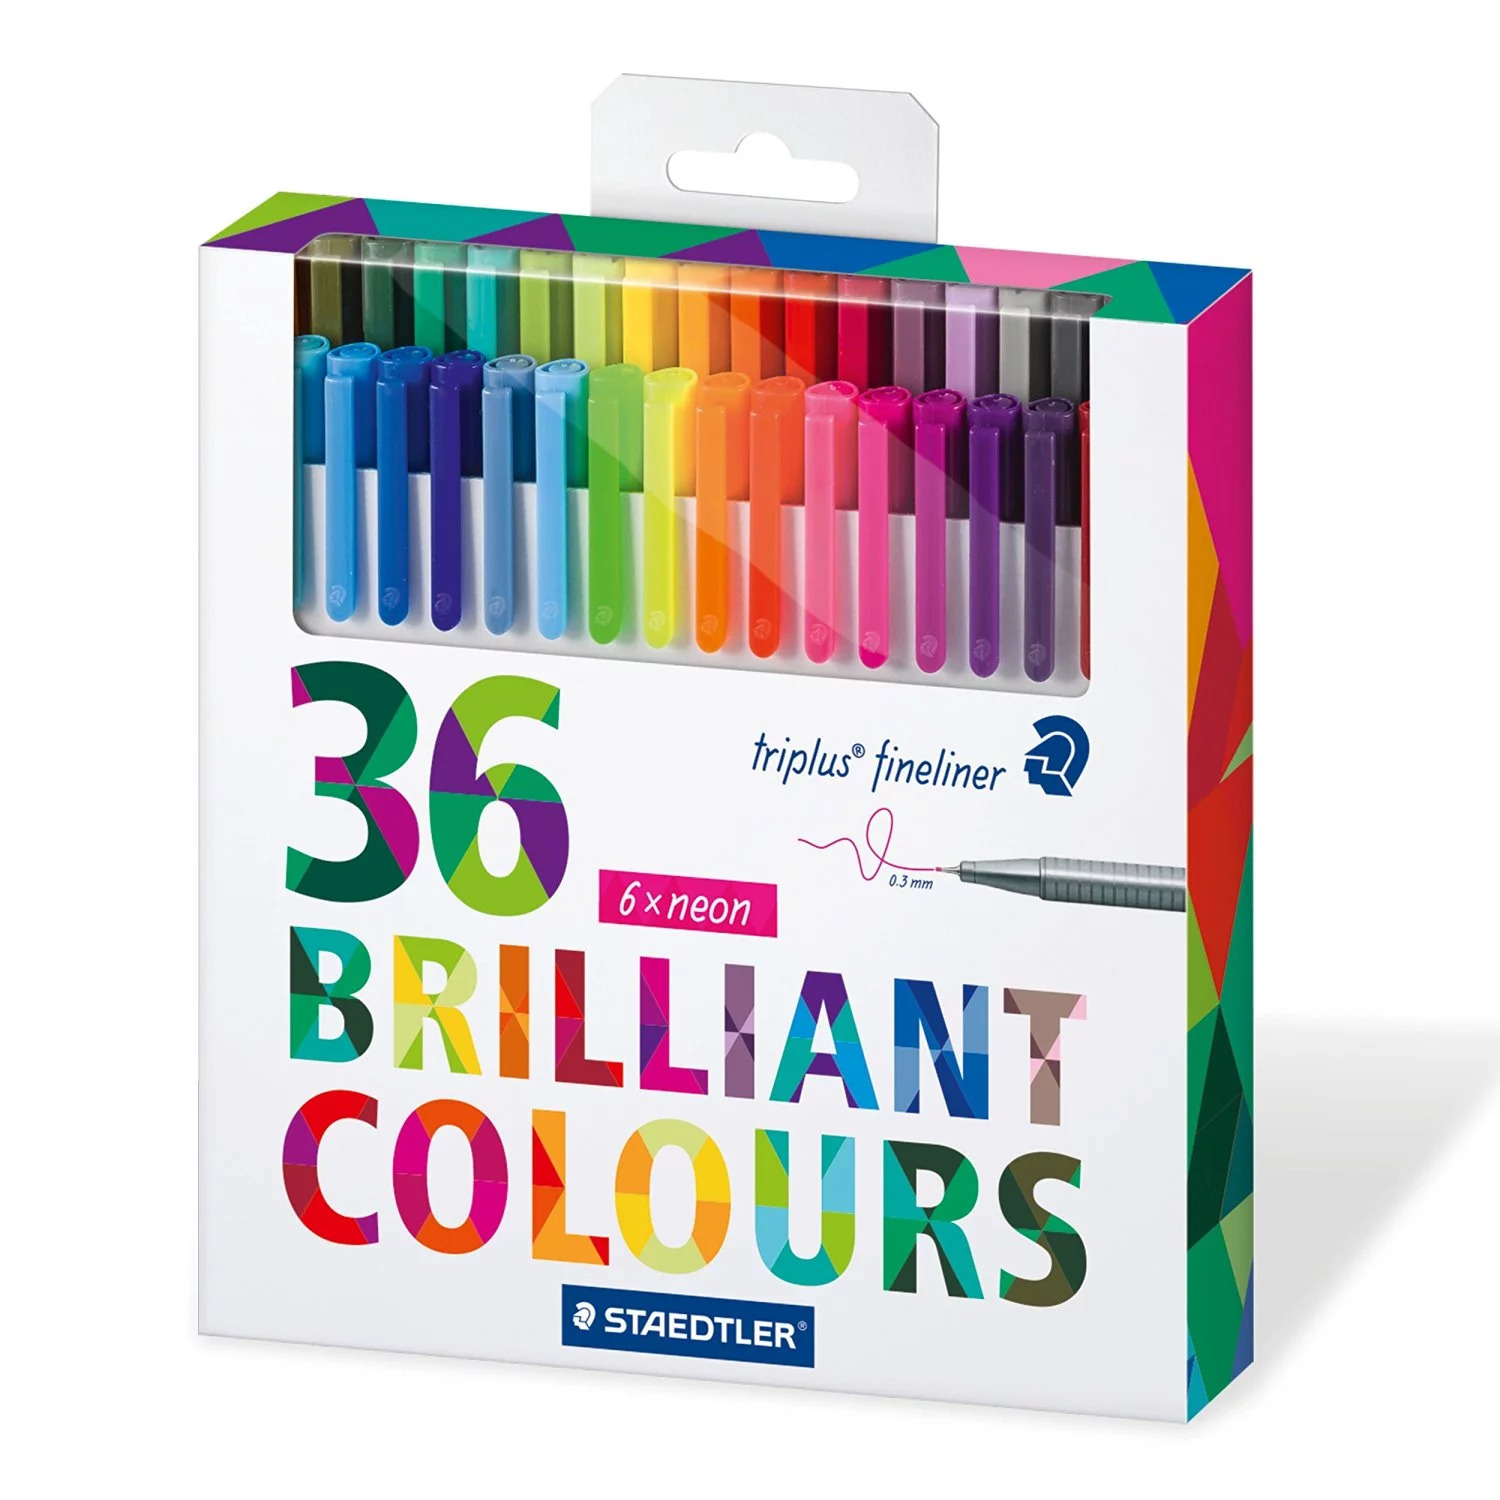 36
6 x neon
triplus® fineliner
0.3 mm
BRILLIANT
COLOURS
STAEDTLER®